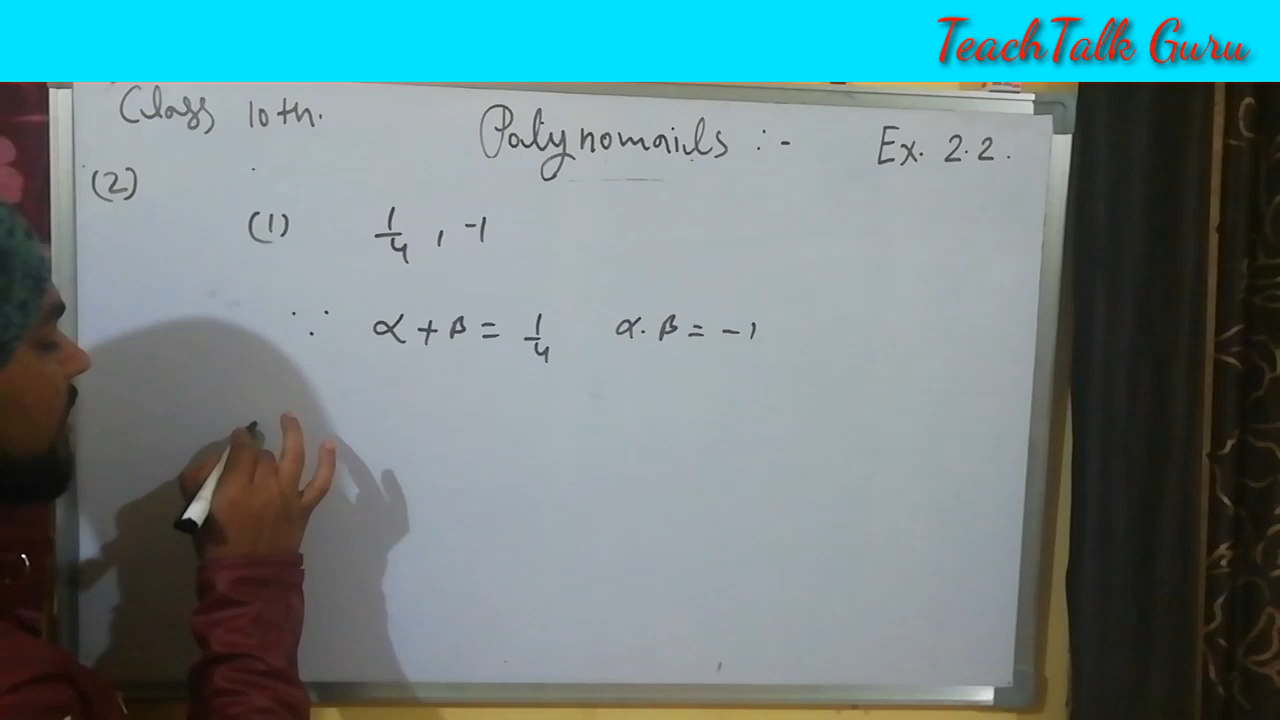 TeachTalk Guru
Class 10th.
Polynomails :- Ex. 2.2.
(2)
(1) 1/4 , -1
∵ α + β = 1/4 α . β = -1